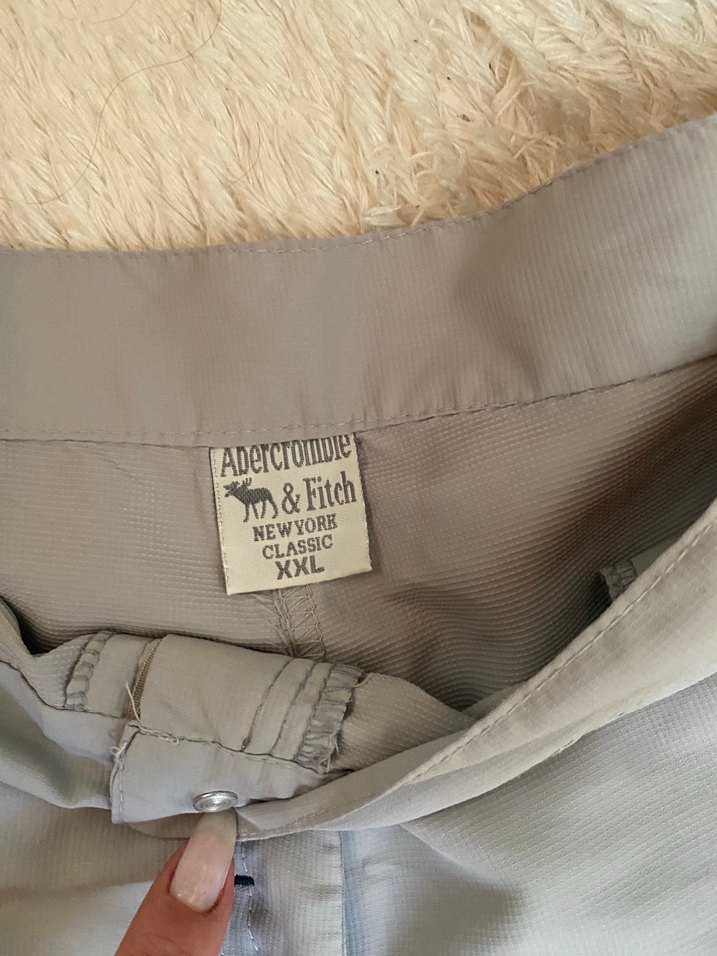 Abercrombie
& Fitch
NEW YORK
CLASSIC
XXL